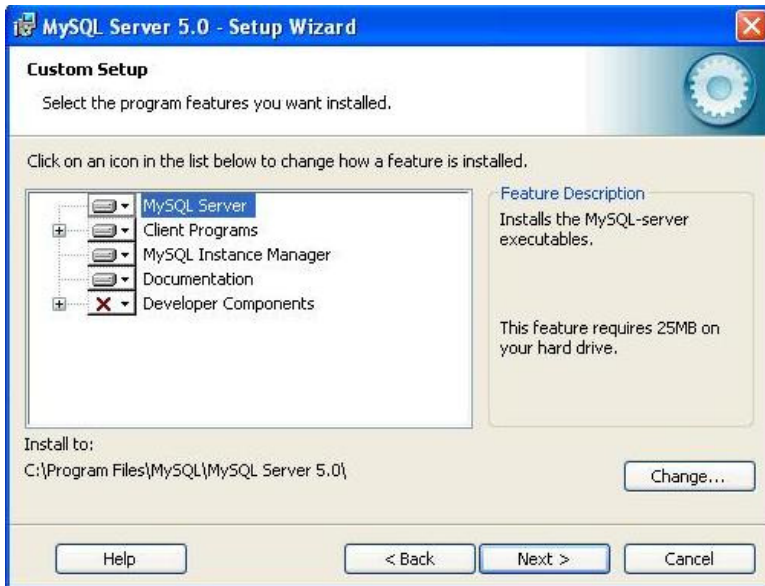 MySQL Server 5.0 - Setup Wizard
Custom Setup
Select the program features you want installed.
Click on an icon in the list below to change how a feature is installed.
MySQL Server
Client Programs
MySQL Instance Manager
Documentation
Developer Components
Feature Description
Installs the MySQL-server
executables.
This feature requires 25MB on
your hard drive.
Install to:
C:\Program Files\MySQL\MySQL Server 5.0\
Change...
Help
< Back
Next >
Cancel